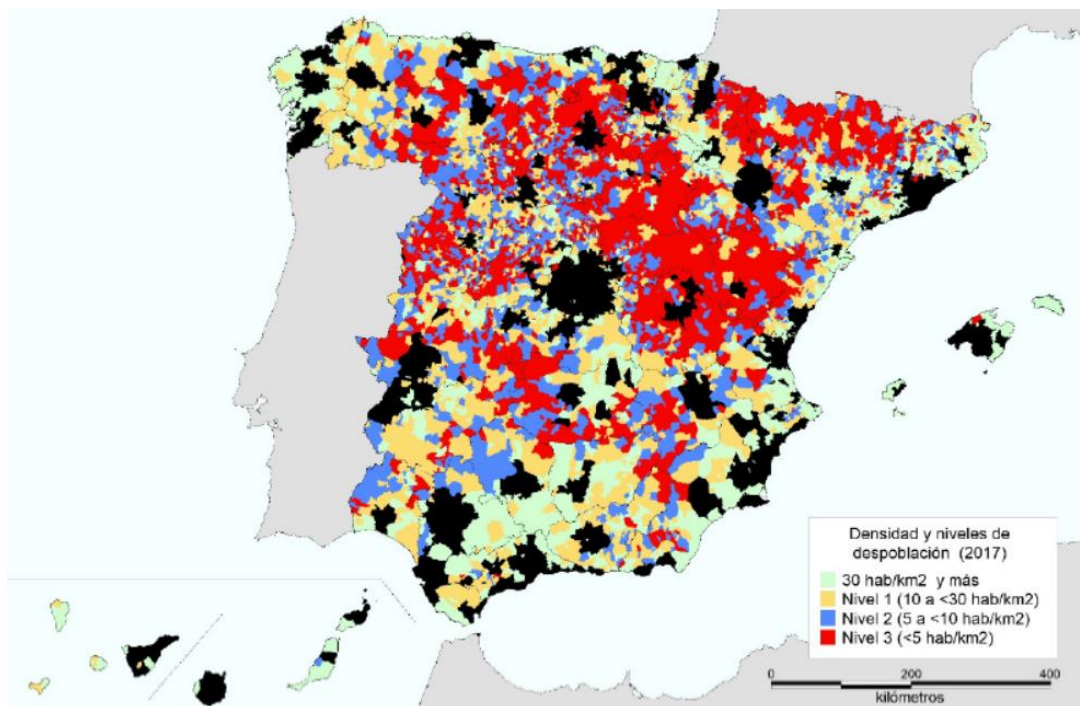 Densidad y niveles de
despoblación (2017)
30 hab/km2 y más
Nivel 1 (10 a <30 hab/km2)
Nivel 2 (5 a <10 hab/km2)
Nivel 3 (<5 hab/km2)
0 200 400
kilómetros